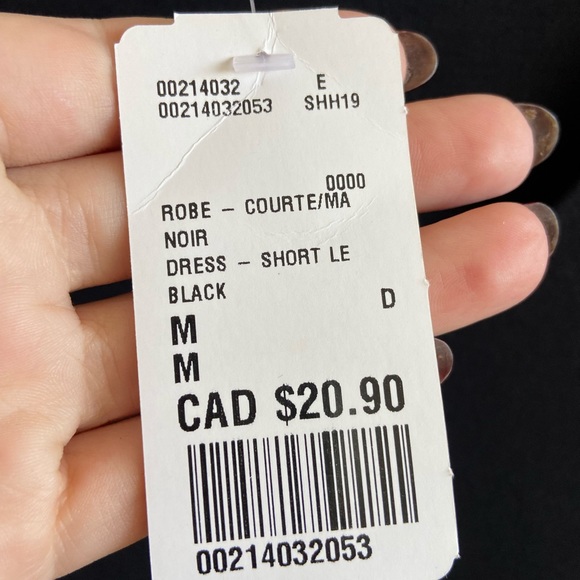 00214032 E
00214032053 SHH19
0000
ROBE - COURTE/MA
NOIR
DRESS - SHORT LE
BLACK D
M
M
CAD $20.90
00214032053